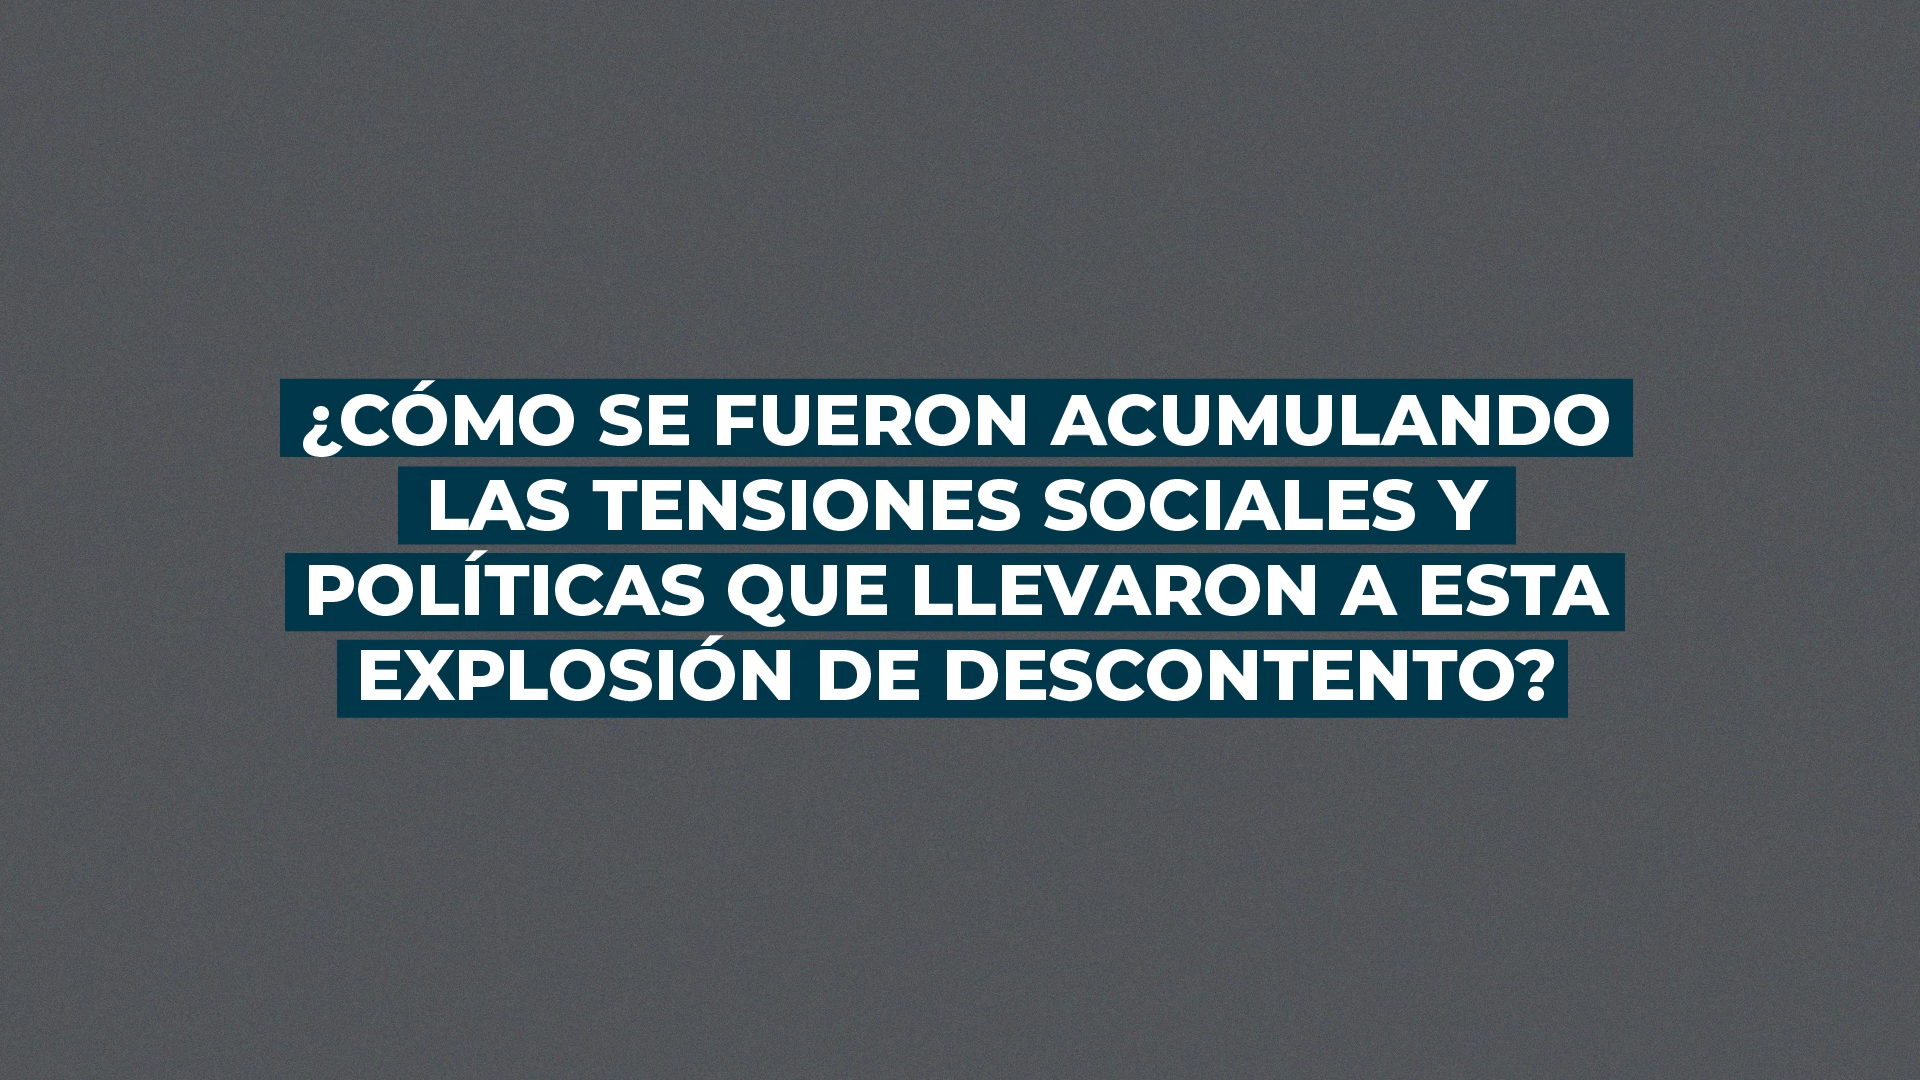 ¿CÓMO SE FUERON ACUMULANDO
LAS TENSIONES SOCIALES Y
POLÍTICAS QUE LLEVARON A ESTA
EXPLOSIÓN DE DESCONTENTO?